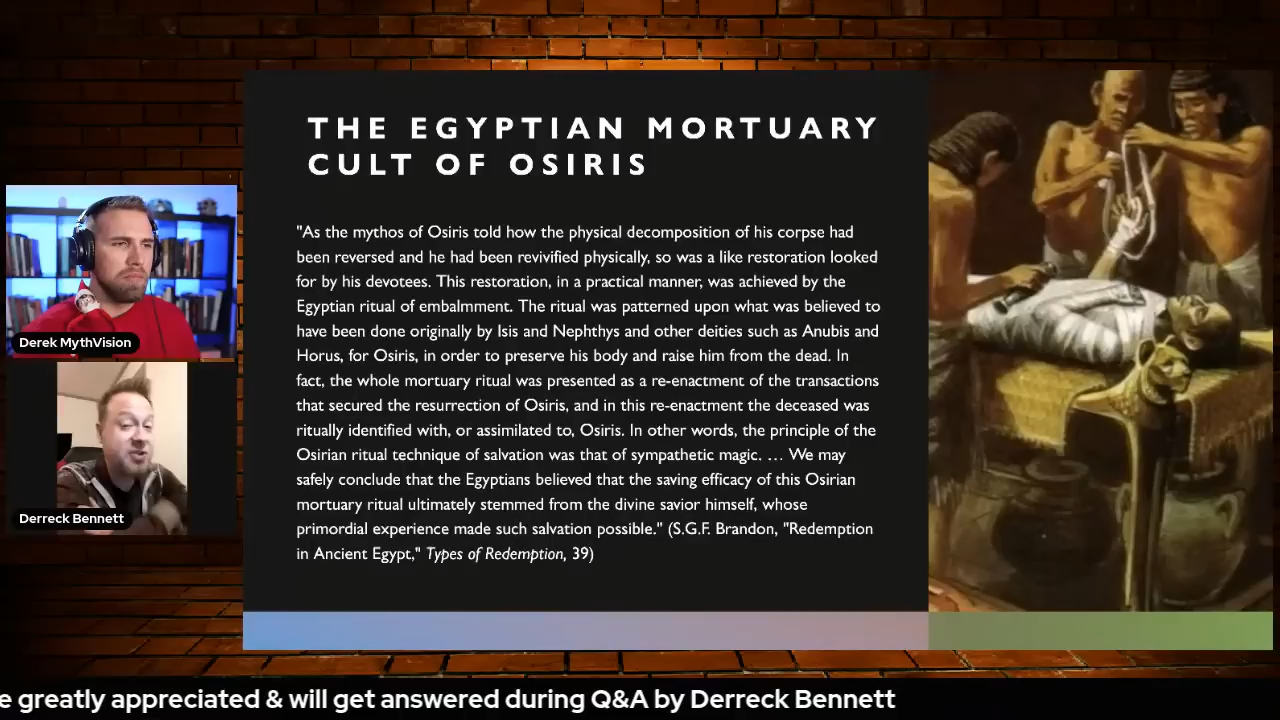 THE EGYPTIAN MORTUARY
CULT OF OSIRIS
"As the mythos of Osiris told how the physical decomposition of his corpse had
been reversed and he had been revivified physically, so was a like restoration looked
for by his devotees. This restoration, in a practical manner, was achieved by the
Egyptian ritual of embalmment. The ritual was patterned upon what was believed to
have been done originally by Isis and Nephthys and other deities such as Anubis and
Horus, for Osiris, in order to preserve his body and raise him from the dead. In
fact, the whole mortuary ritual was presented as a re-enactment of the transactions
that secured the resurrection of Osiris, and in this re-enactment the deceased was
ritually identified with, or assimilated to, Osiris. In other words, the principle of the
Osirian ritual technique of salvation was that of sympathetic magic. … We may
safely conclude that the Egyptians believed that the saving efficacy of this Osirian
mortuary ritual ultimately stemmed from the divine savior himself, whose
primordial experience made such salvation possible." (S.G.F. Brandon, "Redemption
in Ancient Egypt," Types of Redemption, 39)
Derek MythVision
Derreck Bennett
e greatly appreciated & will get answered during Q&A by Derreck Bennett